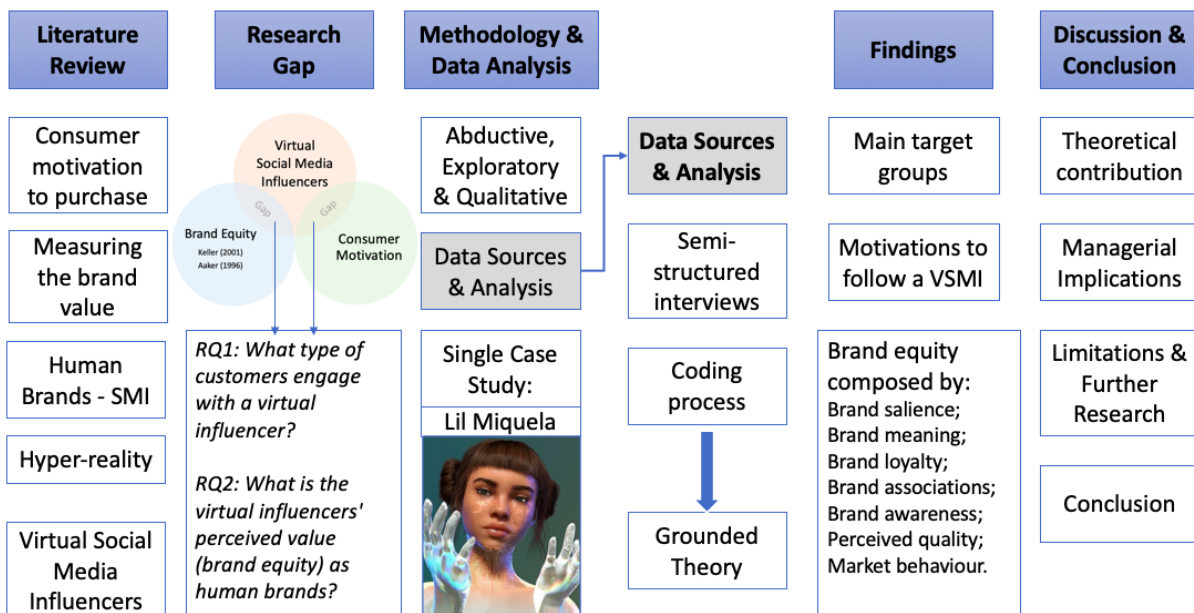 Literature
Review
Consumer
motivation
to purchase
Measuring
the brand
value
Human
Brands - SMI
Hyper-reality
Virtual Social
Media
Influencers
Research
Gap
Virtual
Social Media
Influencers
Gap
Gap
Brand Equity
Keller (2001)
Aaker (1996)
Consumer
Motivation
RQ1: What type of
customers engage
with a virtual
influencer?
RQ2: What is the
virtual influencers'
perceived value
(brand equity) as
human brands?
Methodology &
Data Analysis
Abductive,
Exploratory
& Qualitative
Data Sources
& Analysis
Single Case
Study:
Lil Miquela
Data Sources
& Analysis
Semi-
structured
interviews
Coding
process
Grounded
Theory
Findings
Main target
groups
Motivations to
follow a VSMI
Brand equity
composed by:
Brand salience;
Brand meaning;
Brand loyalty;
Brand associations;
Brand awareness;
Perceived quality;
Market behaviour.
Discussion &
Conclusion
Theoretical
contribution
Managerial
Implications
Limitations &
Further
Research
Conclusion